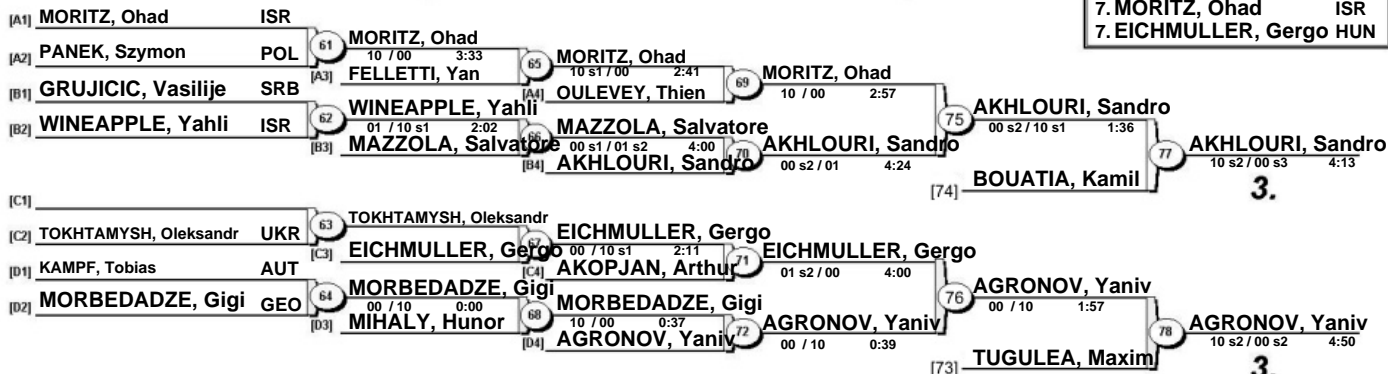 7. MORITZ, Ohad ISR
7. EICHMULLER, Gergo HUN
[A1] MORITZ, Ohad ISR
[A2] PANEK, Szymon POL
61 MORITZ, Ohad
10 / 00 3:33
[A3] FELLETTI, Yan
65 MORITZ, Ohad
10 s1 / 00 2:41
[A4] OULEVEY, Thien
69 MORITZ, Ohad
10 / 00 2:57
[B1] GRUJICIC, Vasilije SRB
[B2] WINEAPPLE, Yahli ISR
62 WINEAPPLE, Yahli
01 / 10 s1 2:02
[B3] MAZZOLA, Salvatore
66 MAZZOLA, Salvatore
00 s1 / 01 s2 4:00
[B4] AKHLOURI, Sandro
70 AKHLOURI, Sandro
00 s2 / 01 4:24
75 AKHLOURI, Sandro
00 s2 / 10 s1 1:36
[74] BOUATIA, Kamil
77 AKHLOURI, Sandro
10 s2 / 00 s3 4:13
3.
[C1]
[C2] TOKHTAMYSH, Oleksandr UKR
63 TOKHTAMYSH, Oleksandr
[C3] EICHMULLER, Gergo
67 EICHMULLER, Gergo
00 / 10 s1 2:11
[C4] AKOPJAN, Arthur
71 EICHMULLER, Gergo
01 s2 / 00 4:00
[D1] KAMPF, Tobias AUT
[D2] MORBEDADZE, Gigi GEO
64 MORBEDADZE, Gigi
00 / 10 0:00
[D3] MIHALY, Hunor
68 MORBEDADZE, Gigi
10 / 00 0:37
[D4] AGRONOV, Yaniv
72 AGRONOV, Yaniv
00 / 10 0:39
76 AGRONOV, Yaniv
00 / 10 1:57
[73] TUGULEA, Maxim
78 AGRONOV, Yaniv
10 s2 / 00 s2 4:50
3.